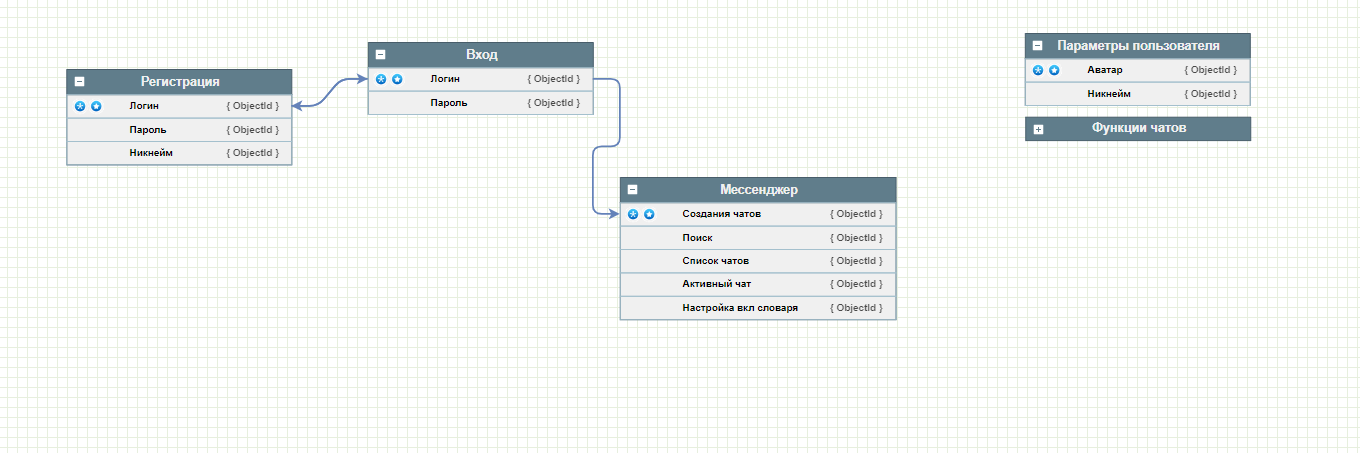 Регистрация
Логин { ObjectId }
Пароль { ObjectId }
Никнейм { ObjectId }
Вход
Логин { ObjectId }
Пароль { ObjectId }
Мессенджер
Создания чатов { ObjectId }
Поиск { ObjectId }
Список чатов { ObjectId }
Активный чат { ObjectId }
Настройка вкл словаря { ObjectId }
Параметры пользователя
Аватар { ObjectId }
Никнейм { ObjectId }
Функции чатов